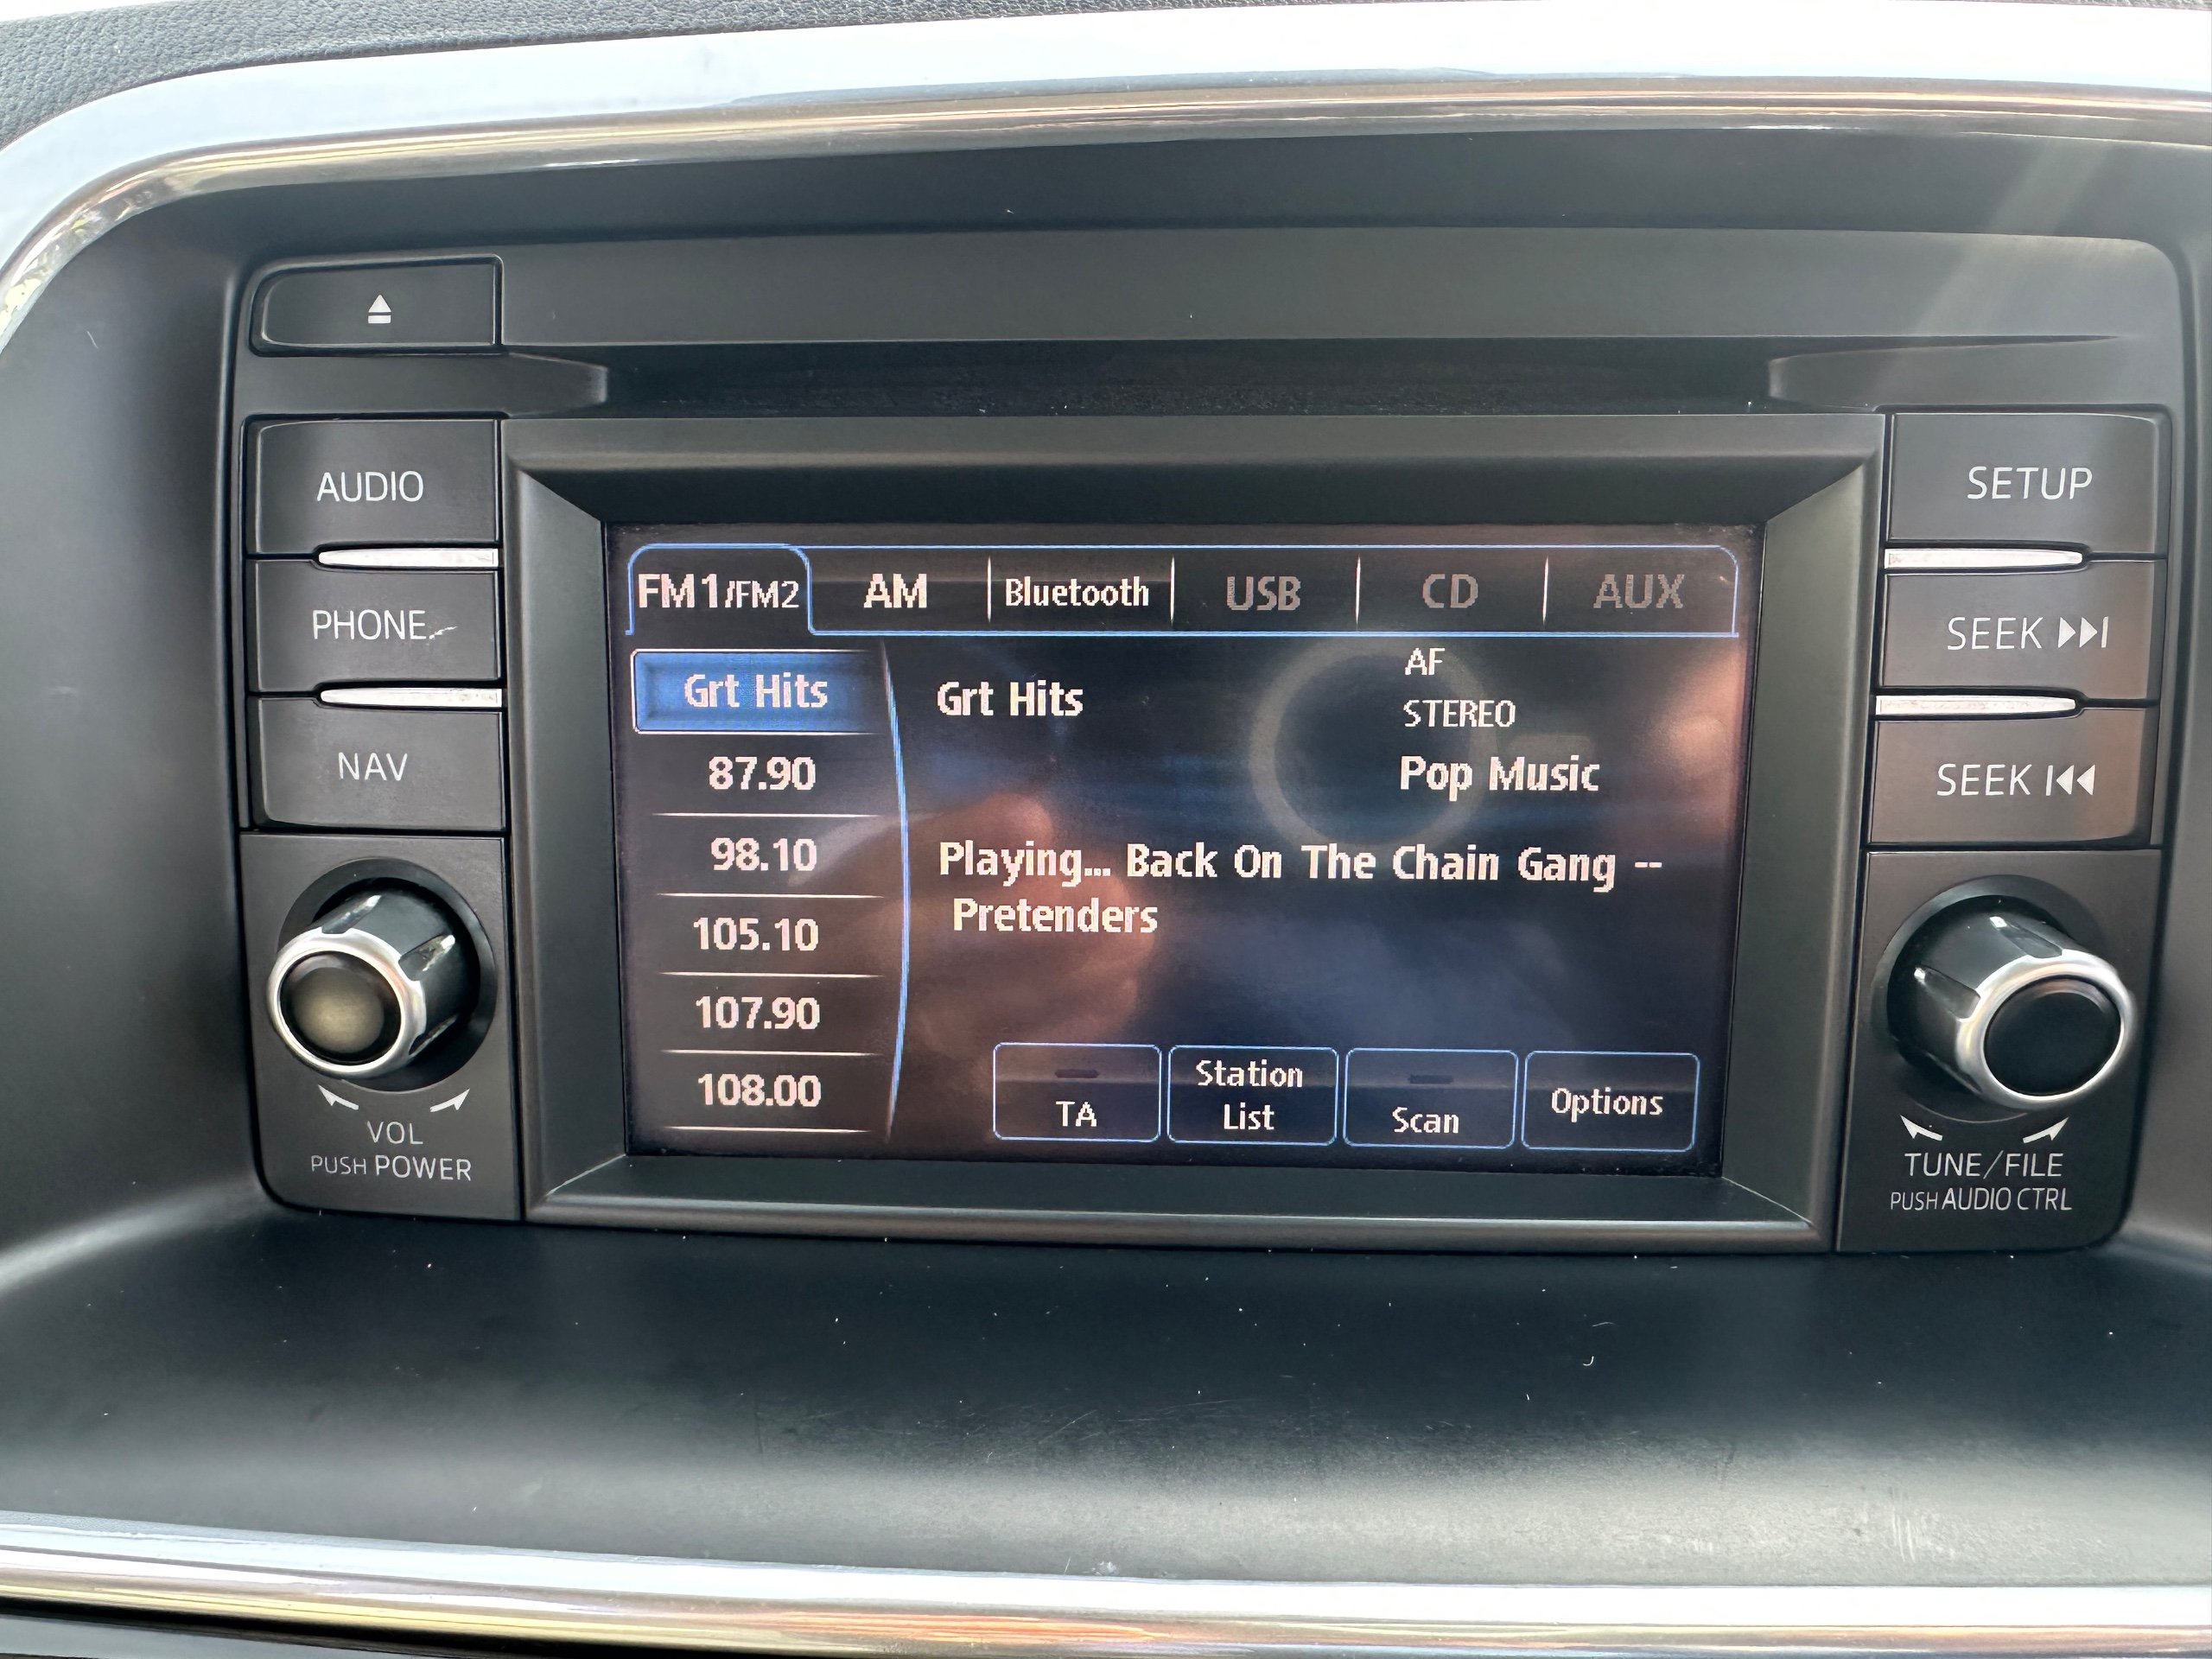 AUDIO
PHONE
NAV
VOL
PUSH POWER
FM1/FM2 AM Bluetooth USB CD AUX
Grt Hits
87.90
98.10
105.10
107.90
108.00
Grt Hits
AF
STEREO
Pop Music
Playing... Back On The Chain Gang --
Pretenders
TA
Station
List
Scan
Options
SETUP
SEEK
SEEK
TUNE/FILE
PUSH AUDIO CTRL